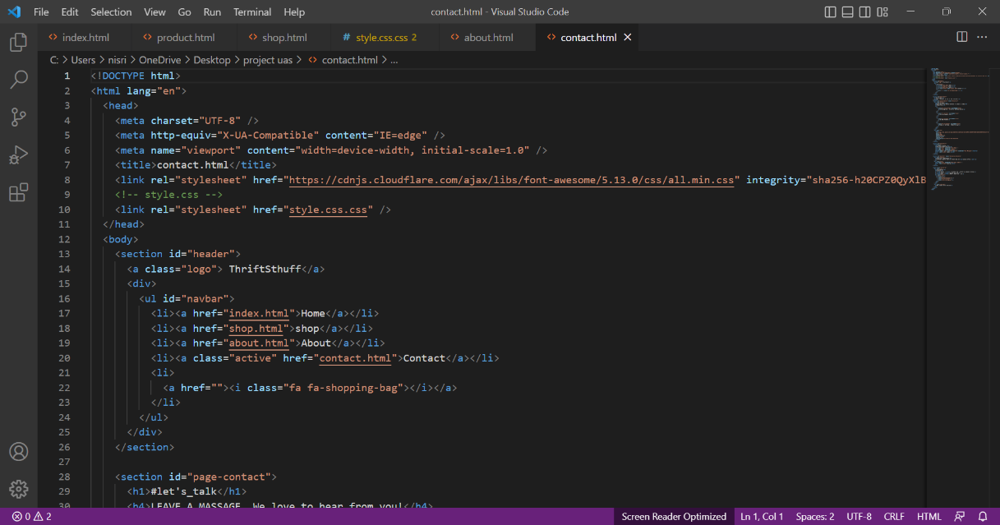 File Edit Selection View Go Run Terminal Help contact.html - Visual Studio Code
index.html product.html shop.html # style.css.css 2 about.html contact.html
C: > Users > nisri > OneDrive > Desktop > project uas > contact.html > ...
1 <!DOCTYPE html>
2 <html lang="en">
3 <head>
4 <meta charset="UTF-8" />
5 <meta http-equiv="X-UA-Compatible" content="IE=edge" />
6 <meta name="viewport" content="width=device-width, initial-scale=1.0" />
7 <title>contact.html</title>
8 <link rel="stylesheet" href="https://cdnjs.cloudflare.com/ajax/libs/font-awesome/5.13.0/css/all.min.css" integrity="sha256-h20CPZ0QyXlB
9 <!-- style.css -->
10 <link rel="stylesheet" href="style.css.css" />
11 </head>
12 <body>
13 <section id="header">
14 <a class="logo"> ThriftSthuff</a>
15 <div>
16 <ul id="navbar">
17 <li><a href="index.html">Home</a></li>
18 <li><a href="shop.html">shop</a></li>
19 <li><a href="about.html">About</a></li>
20 <li><a class="active" href="contact.html">Contact</a></li>
21 <li>
22 <a href=""><i class="fa fa-shopping-bag"></i></a>
23 </li>
24 </ul>
25 </div>
26 </section>
27
28 <section id="page-contact">
29 <h1>#let's_talk</h1>
30 <h4>LEAVE A MASSAGE, We love to hear from you!</h4>
0 2 Screen Reader Optimized Ln 1, Col 1 Spaces: 2 UTF-8 CRLF HTML